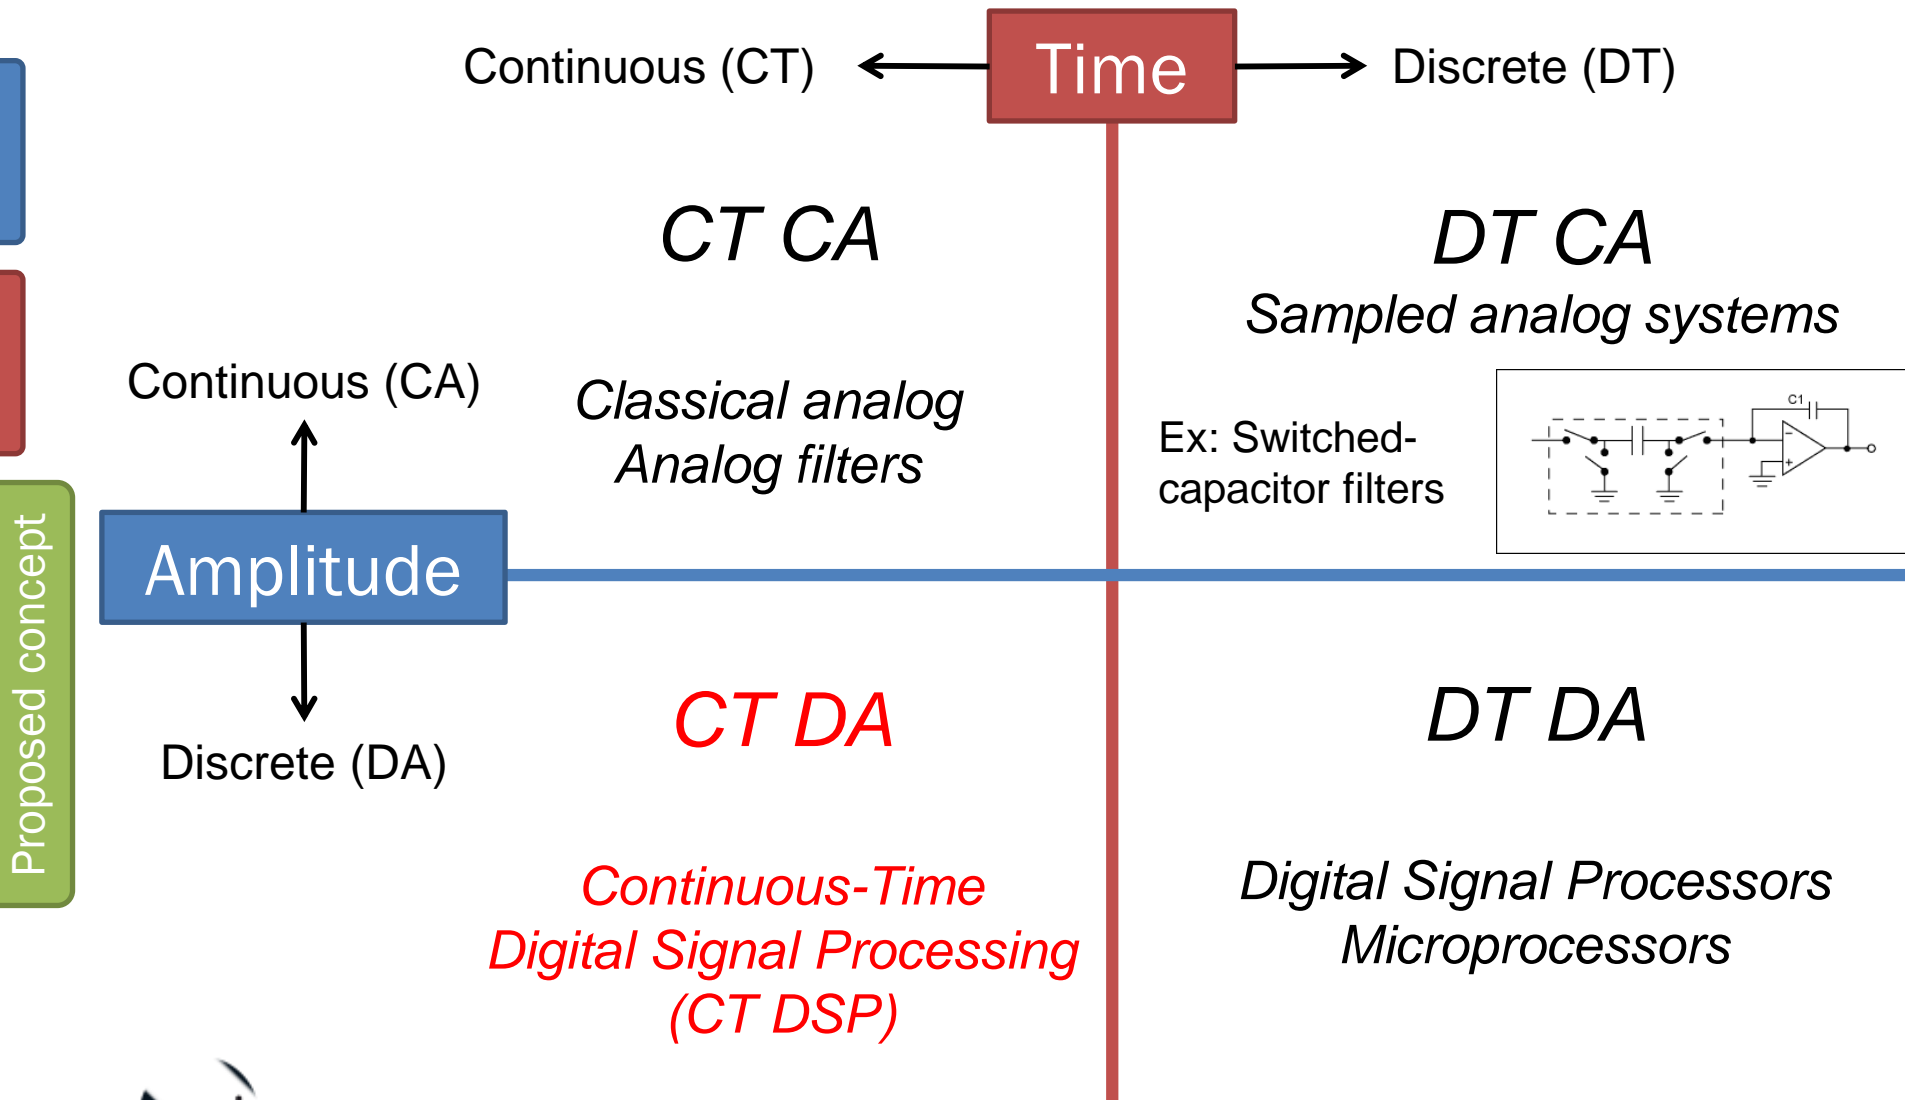 Continuous (CT)
Time
Discrete (DT)
CT CA
DT CA
Sampled analog systems
Continuous (CA)
Classical analog
Analog filters
Ex: Switched-
capacitor filters
C1
Amplitude
Proposed concept
Discrete (DA)
CT DA
DT DA
Continuous-Time
Digital Signal Processing
(CT DSP)
Digital Signal Processors
Microprocessors